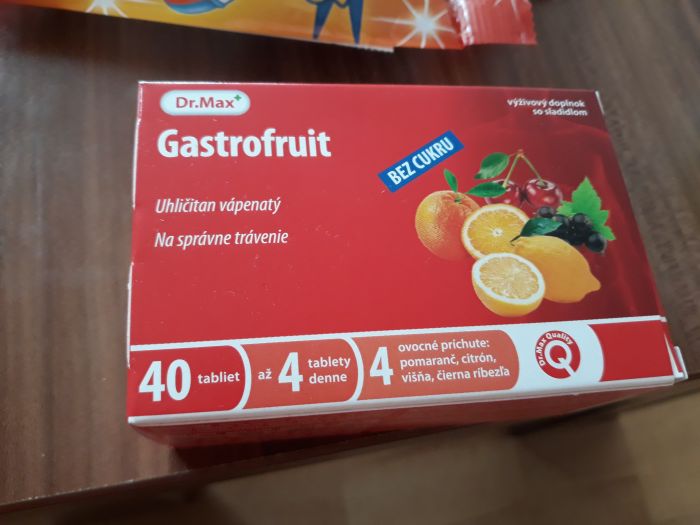 Dr.Max+
výživový doplnok
so sladidlom
Gastrofruit
BEZ CUKRU
Uhličitan vápenatý
Na správne trávenie
40 tabliet
až 4 tablety
denne
4 ovocné príchute:
pomaranč, citrón,
višňa, čierna ríbezľa
Dr.Max Quality
Q